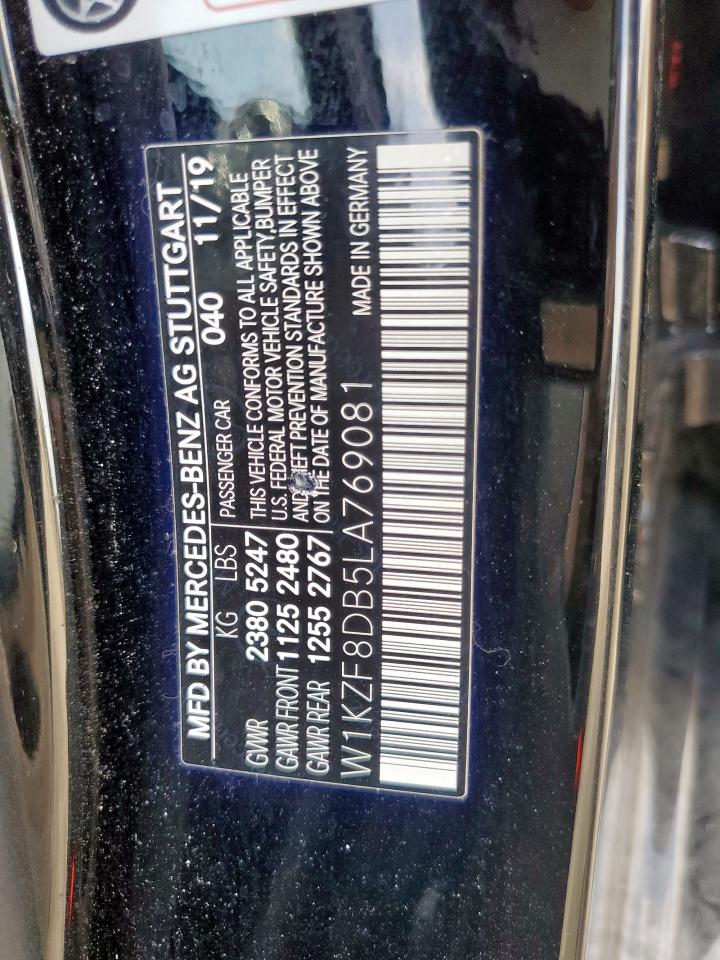 MFD BY MERCEDES-BENZ AG STUTTGART
040 11/19
KG LBS PASSENGER CAR
GVWR 2380 5247
GAWR FRONT 1125 2480
GAWR REAR 1255 2767
THIS VEHICLE CONFORMS TO ALL APPLICABLE
U.S. FEDERAL MOTOR VEHICLE SAFETY,BUMPER
AND THEFT PREVENTION STANDARDS IN EFFECT
ON THE DATE OF MANUFACTURE SHOWN ABOVE
W1KZF8DB5LA769081 MADE IN GERMANY